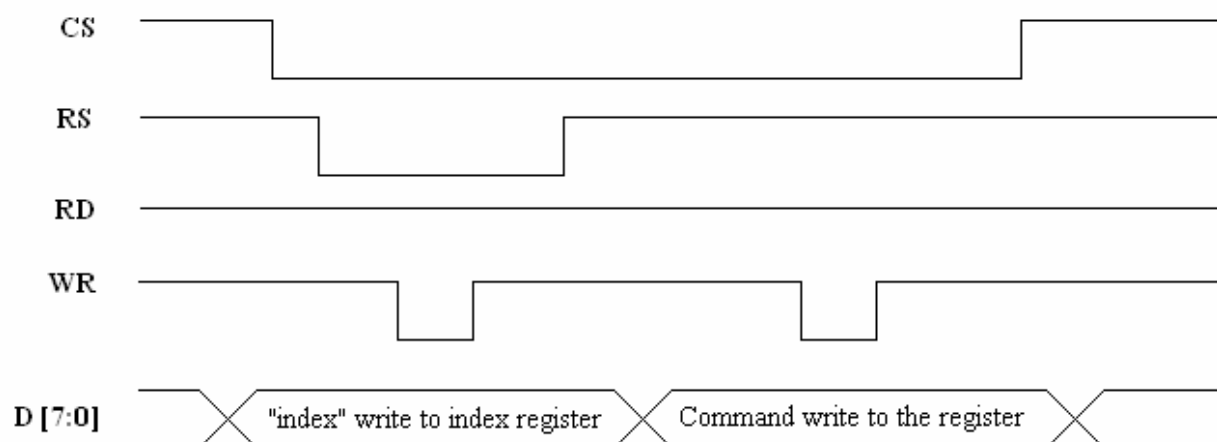 CS
RS
RD
WR
D [7:0]
"index" write to index register
Command write to the register